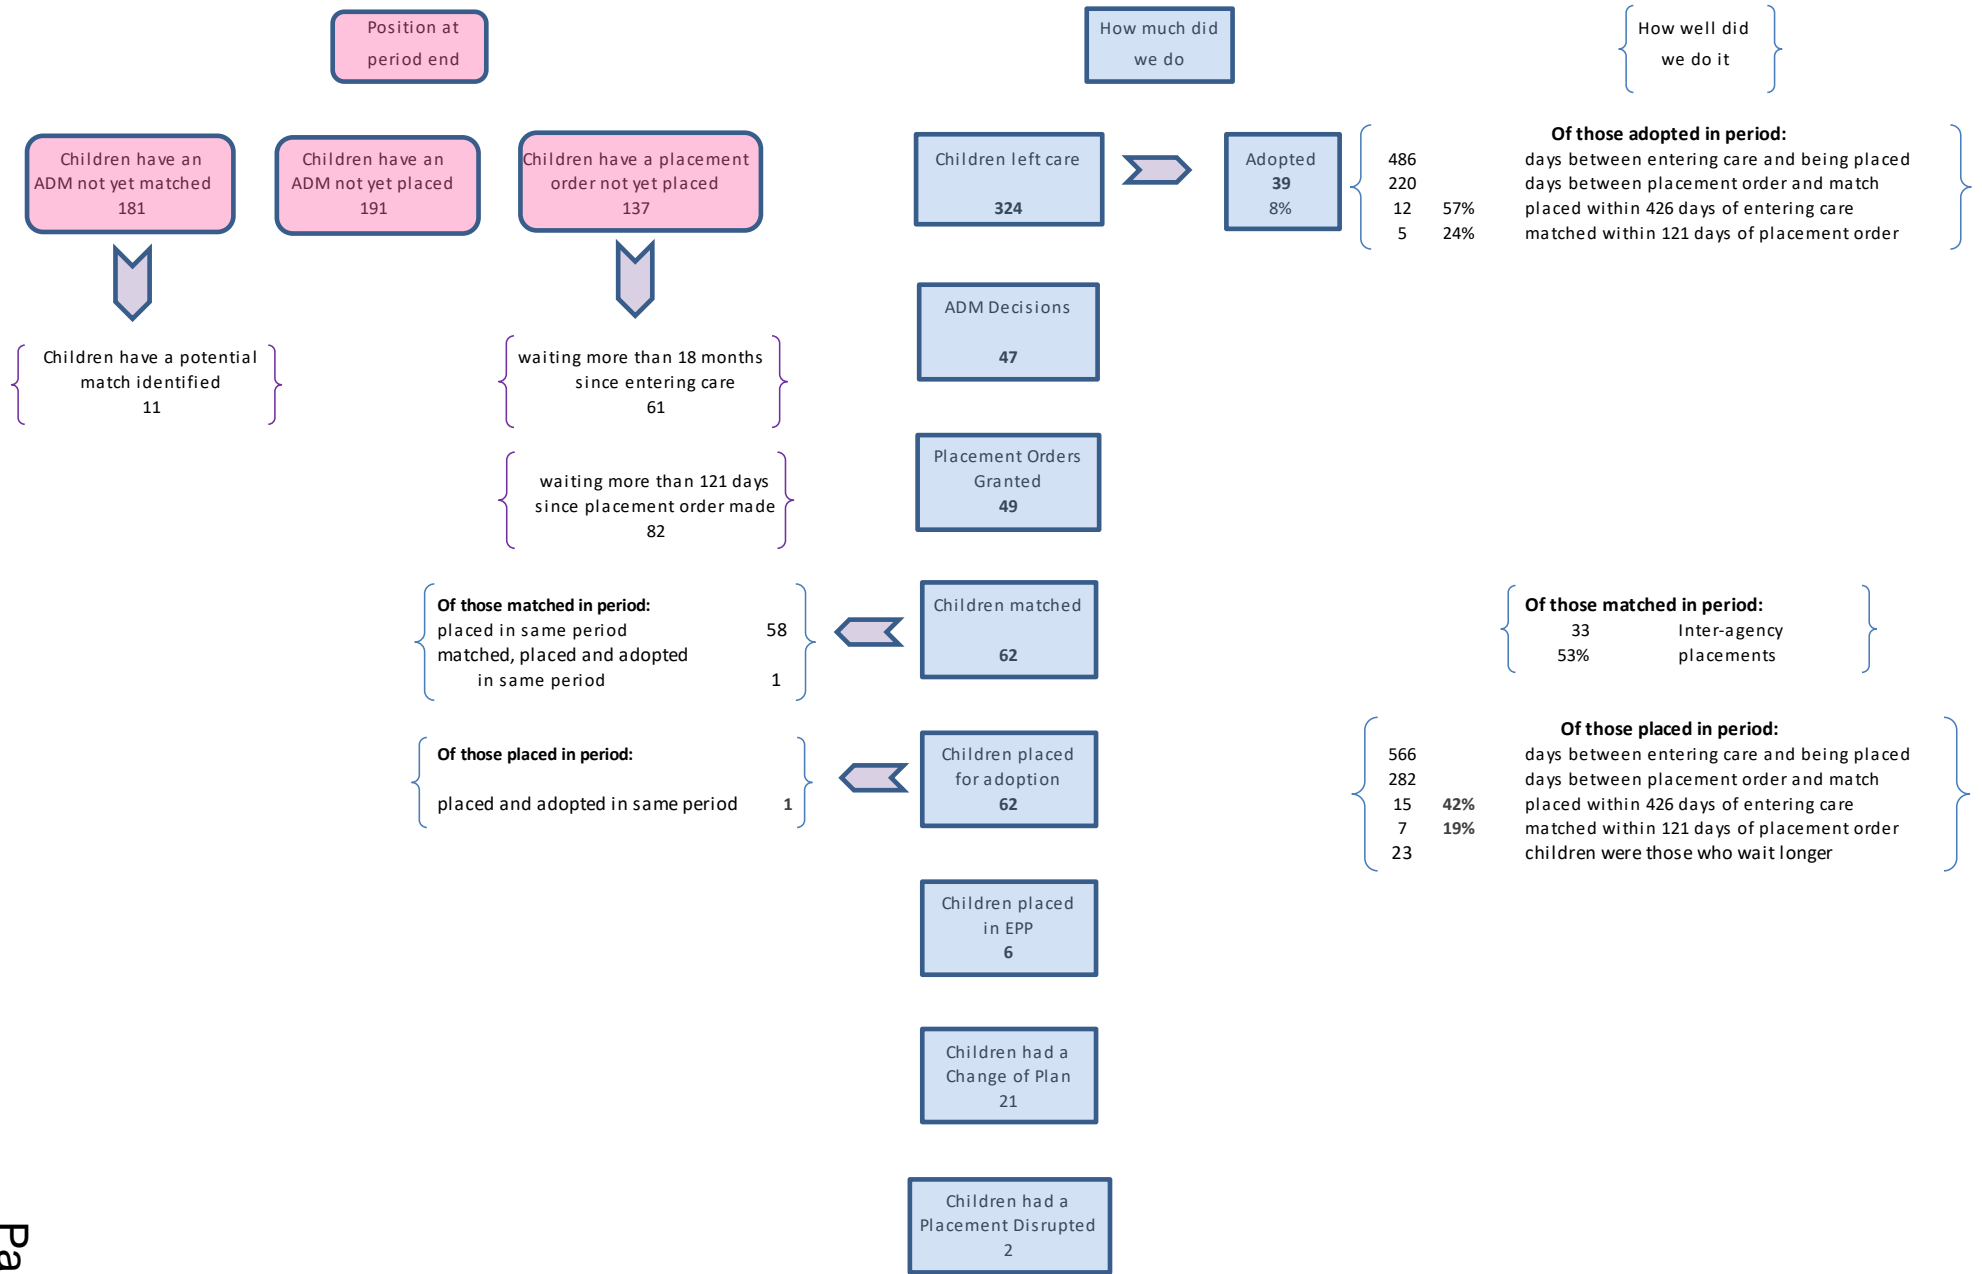 Position at
period end
How much did
we do
How well did
we do it
Children have an
ADM not yet matched
181
Children have an
ADM not yet placed
191
Children have a placement
order not yet placed
137
Children left care
324
Adopted
39
8%
Of those adopted in period:
486 days between entering care and being placed
220 days between placement order and match
12 57% placed within 426 days of entering care
5 24% matched within 121 days of placement order
ADM Decisions
47
Children have a potential
match identified
11
waiting more than 18 months
since entering care
61
Placement Orders
Granted
49
waiting more than 121 days
since placement order made
82
Of those matched in period:
placed in same period 58
matched, placed and adopted
in same period 1
Children matched
62
Of those matched in period:
33 Inter-agency
53% placements
Of those placed in period:
placed and adopted in same period 1
Children placed
for adoption
62
Of those placed in period:
566 days between entering care and being placed
282 days between placement order and match
15 42% placed within 426 days of entering care
7 19% matched within 121 days of placement order
23 children were those who wait longer
Children placed
in EPP
6
Children had a
Change of Plan
21
Children had a
Placement Disrupted
2
Pa